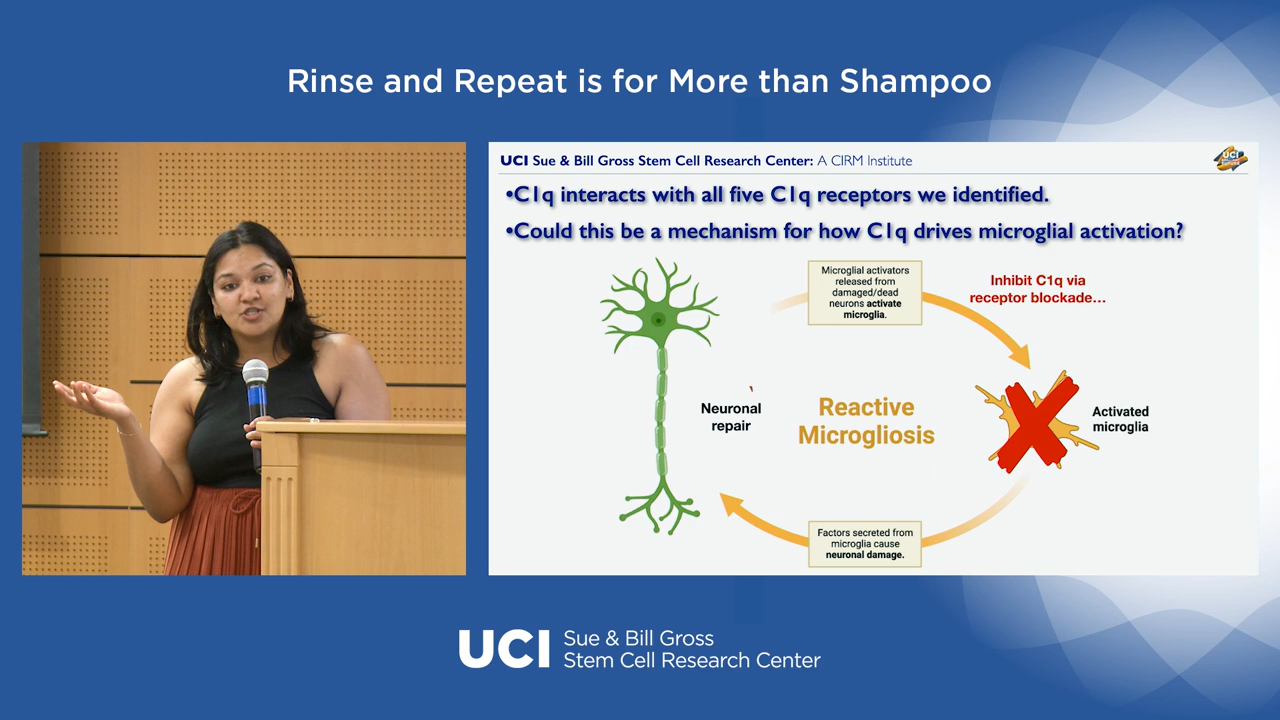 Rinse and Repeat is for More than Shampoo
UCI Sue & Bill Gross Stem Cell Research Center: A CIRM Institute
UCI
•C1q interacts with all five C1q receptors we identified.
•Could this be a mechanism for how C1q drives microglial activation?
Microglial activators
released from
damaged/dead
neurons activate
microglia.
Inhibit C1q via
receptor blockade…
Neuronal
repair
Reactive
Microgliosis
Activated
microglia
Factors secreted from
microglia cause
neuronal damage.
UCI
Sue & Bill Gross
Stem Cell Research Center